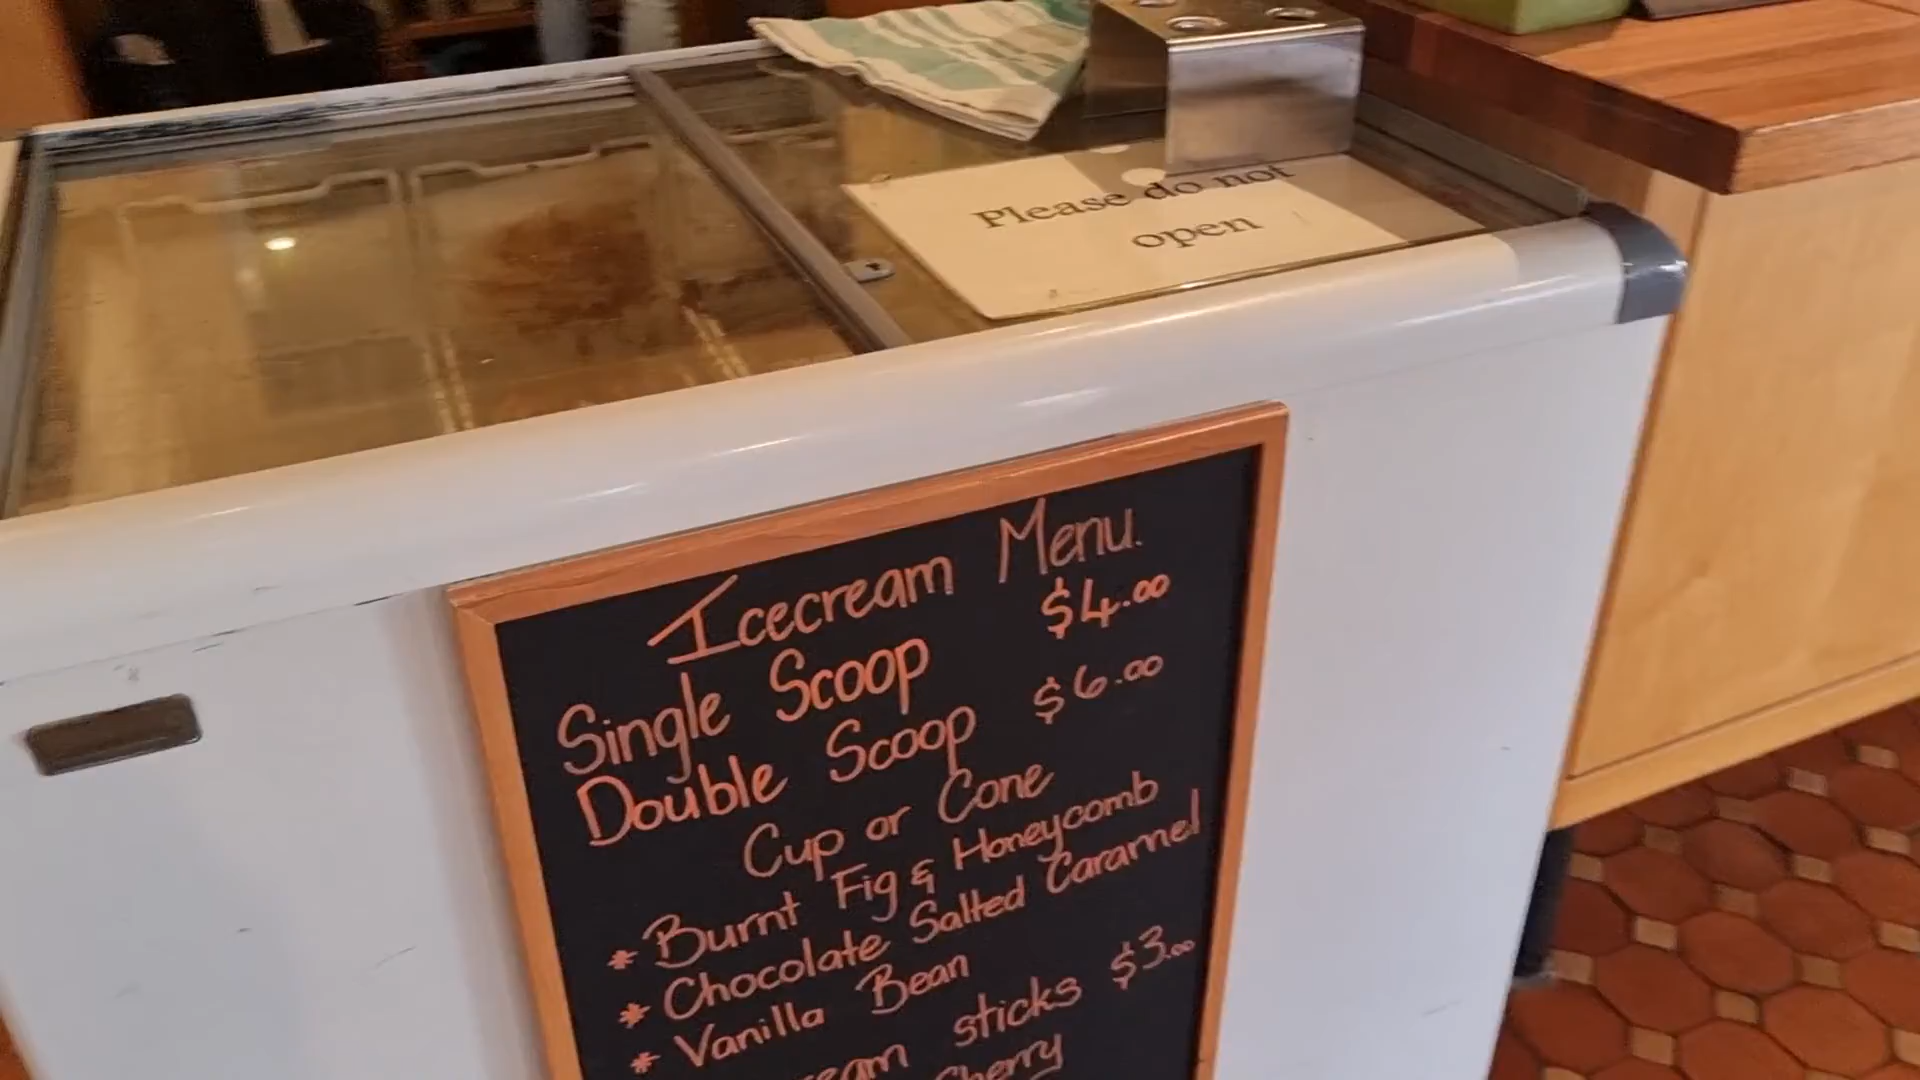 Please do not
open
Icecream Menu.
Single Scoop $4.00
Double Scoop $6.00
Cup or Cone
* Burnt Fig & Honeycomb
* Chocolate Salted Caramel
* Vanilla Bean
sticks $3.00
Cherry